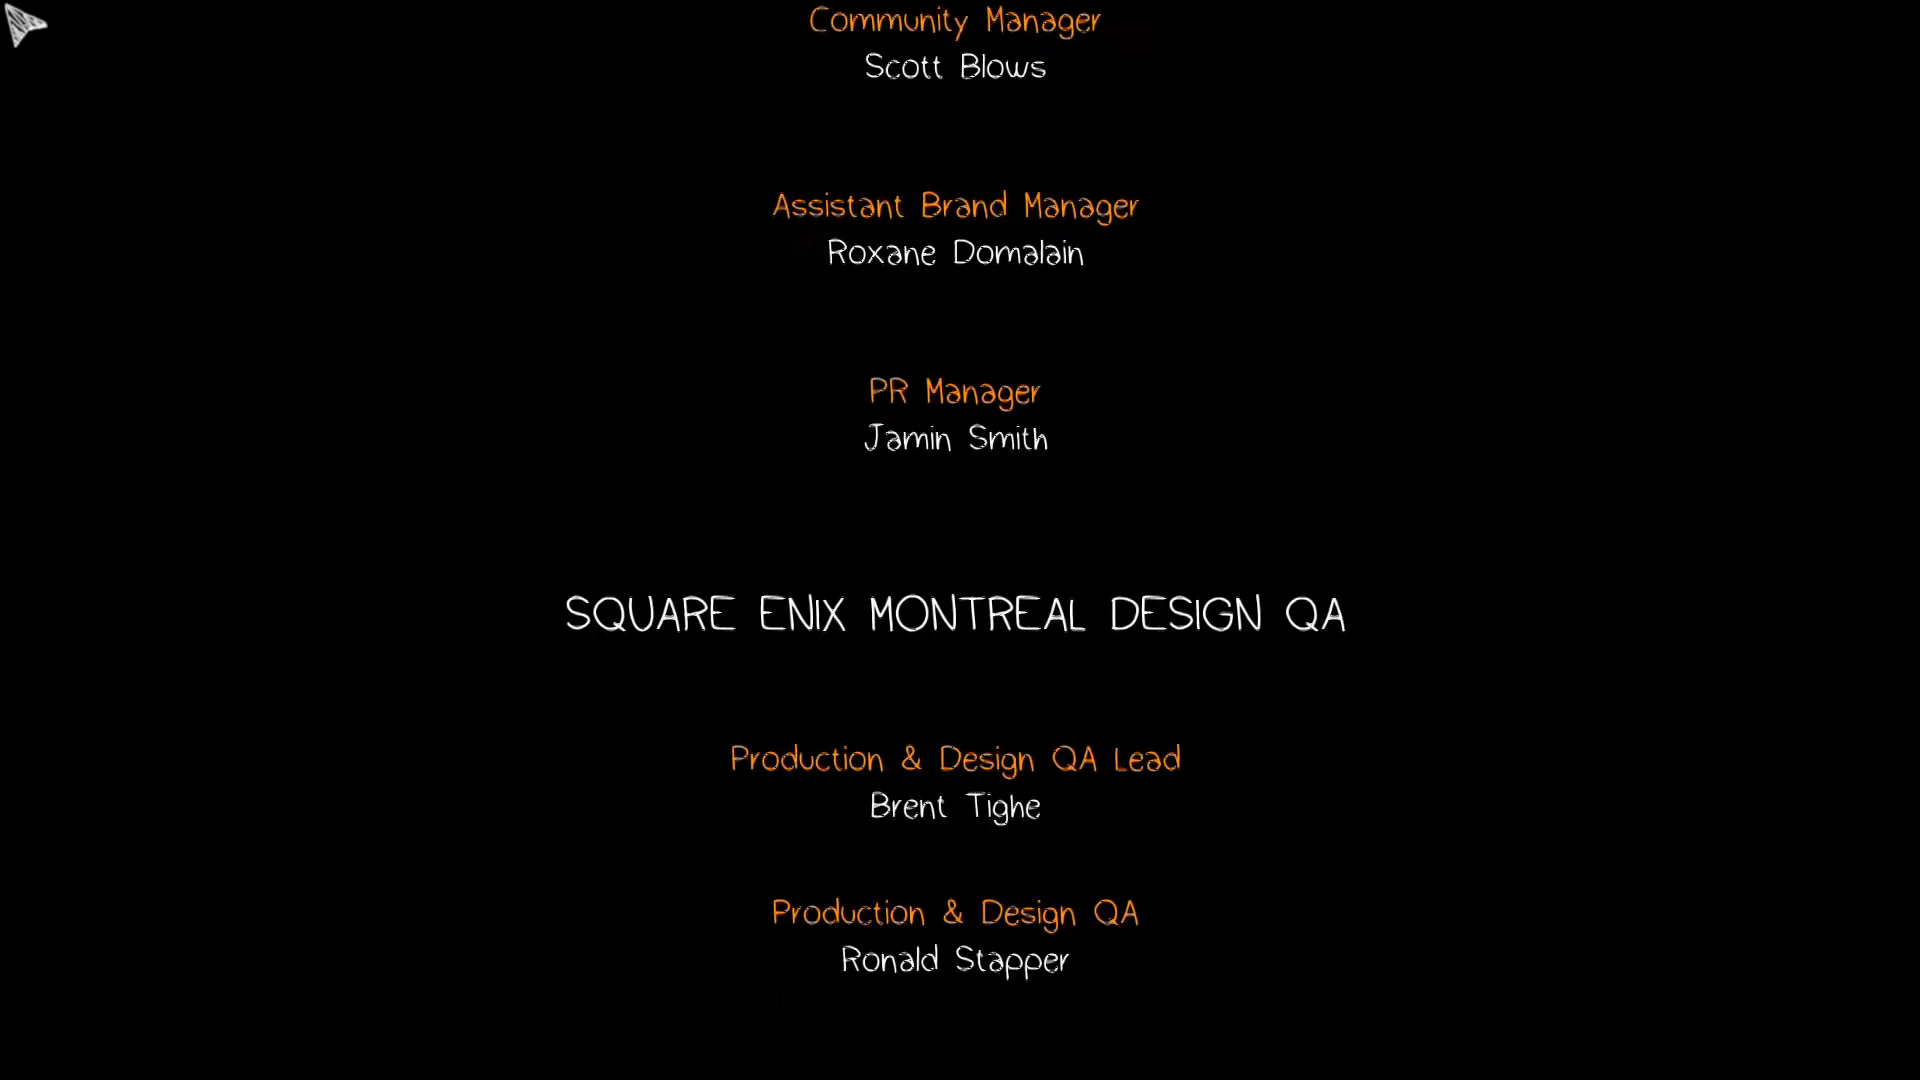 Community Manager
Scott Blows
Assistant Brand Manager
Roxane Domalain
PR Manager
Jamin Smith
SQUARE ENIX MONTREAL DESIGN QA
Production & Design QA Lead
Brent Tighe
Production & Design QA
Ronald Stapper